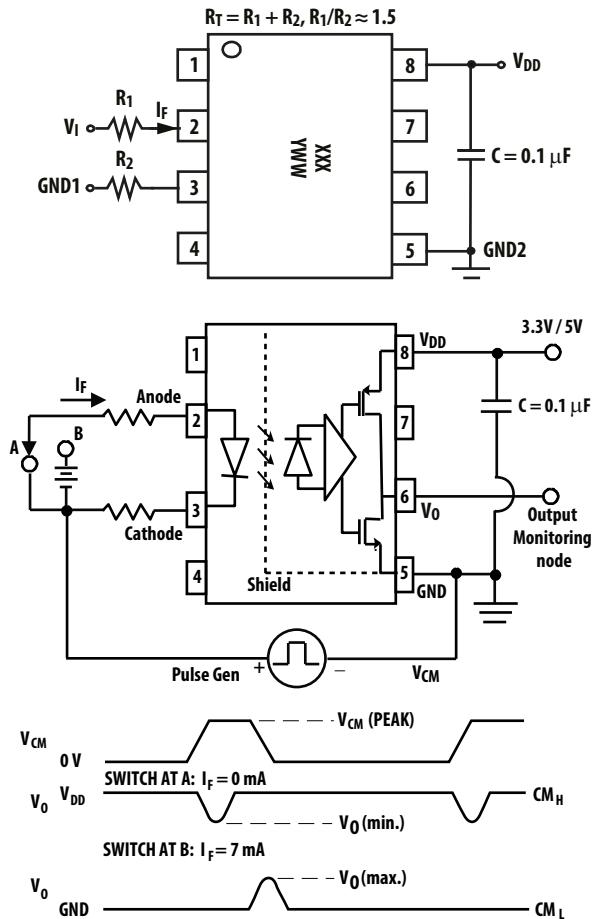 R_T = R_1 + R_2, R_1/R_2 ≈ 1.5
1
8
V_DD
R_1
I_F
V_I
2
7
XXX
YWW
C = 0.1 μF
R_2
GND1
3
6
4
5
GND2
1
8
V_DD
3.3V / 5V
I_F
Anode
2
7
C = 0.1 μF
A
B
3
6
V_O
Cathode
Output
Monitoring
node
4
Shield
5
GND
Pulse Gen
+
–
V_CM
V_CM (PEAK)
V_CM
0 V
SWITCH AT A: I_F = 0 mA
V_O
V_DD
CM_H
V_O (min.)
SWITCH AT B: I_F = 7 mA
V_O (max.)
V_O
GND
CM_L